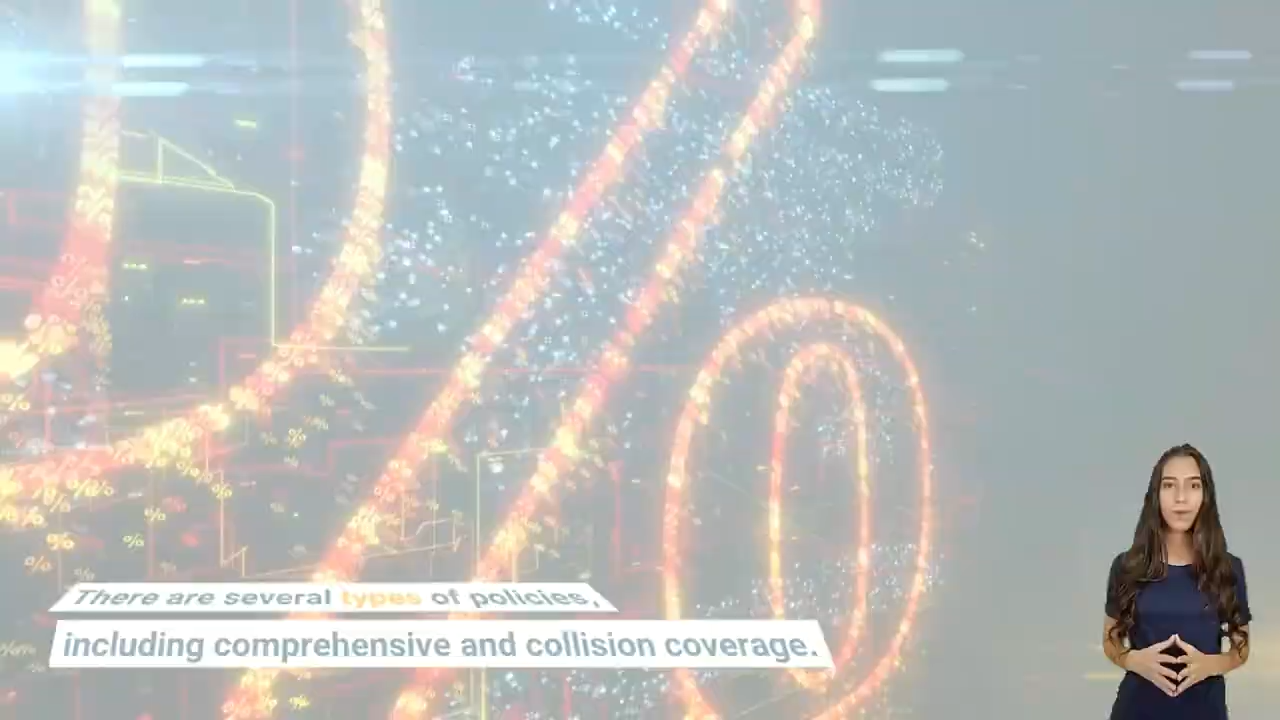 There are several types of policies,
including comprehensive and collision coverage.